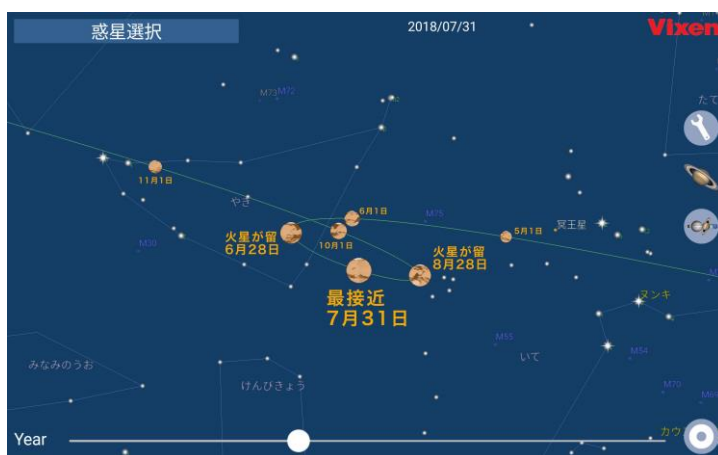 惑星選択
2018/07/31
Vixen
M73
M72
たて
11月1日
やぎ
6月1日
M75
冥王星
5月1日
火星が留
6月28日
10月1日
火星が留
8月28日
M30
最接近
7月31日
ヌンキ
M55
いて
M54
みなみのうお
けんびきょう
M70
カウ
Year